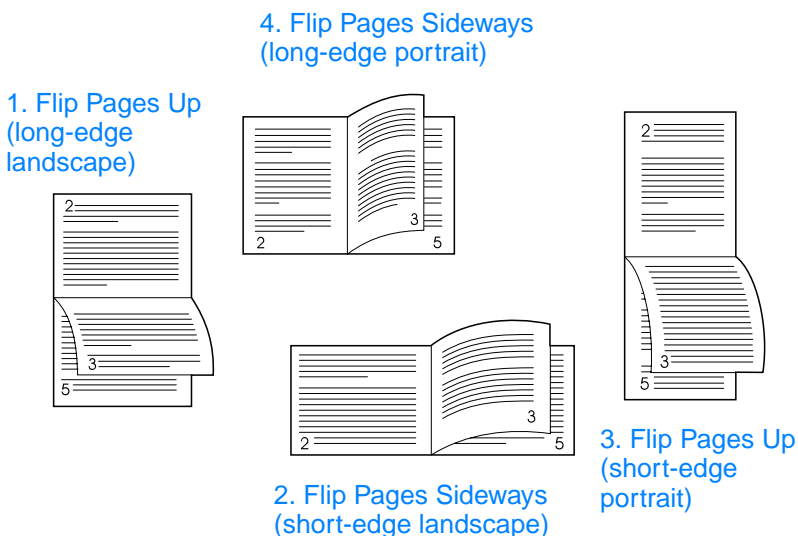 4. Flip Pages Sideways
(long-edge portrait)
1. Flip Pages Up
(long-edge
landscape)
2
3
5
2
3
5
2
3
5
2
3
5
2. Flip Pages Sideways
(short-edge landscape)
3. Flip Pages Up
(short-edge
portrait)